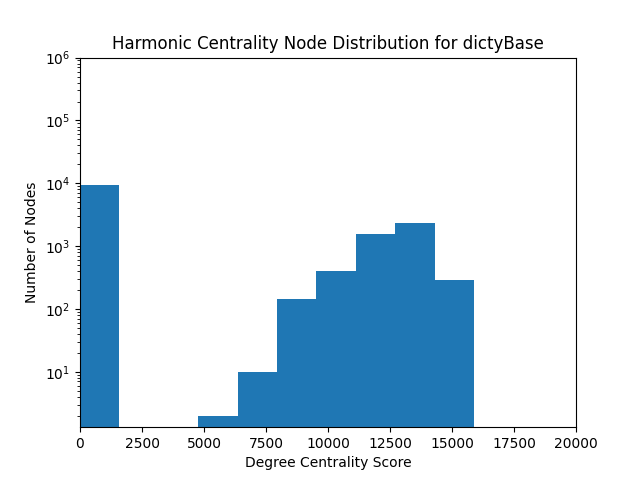 Harmonic Centrality Node Distribution for dictyBase
10^6
10^5
10^4
10^3
10^2
10^1
Number of Nodes
0 2500 5000 7500 10000 12500 15000 17500 20000
Degree Centrality Score